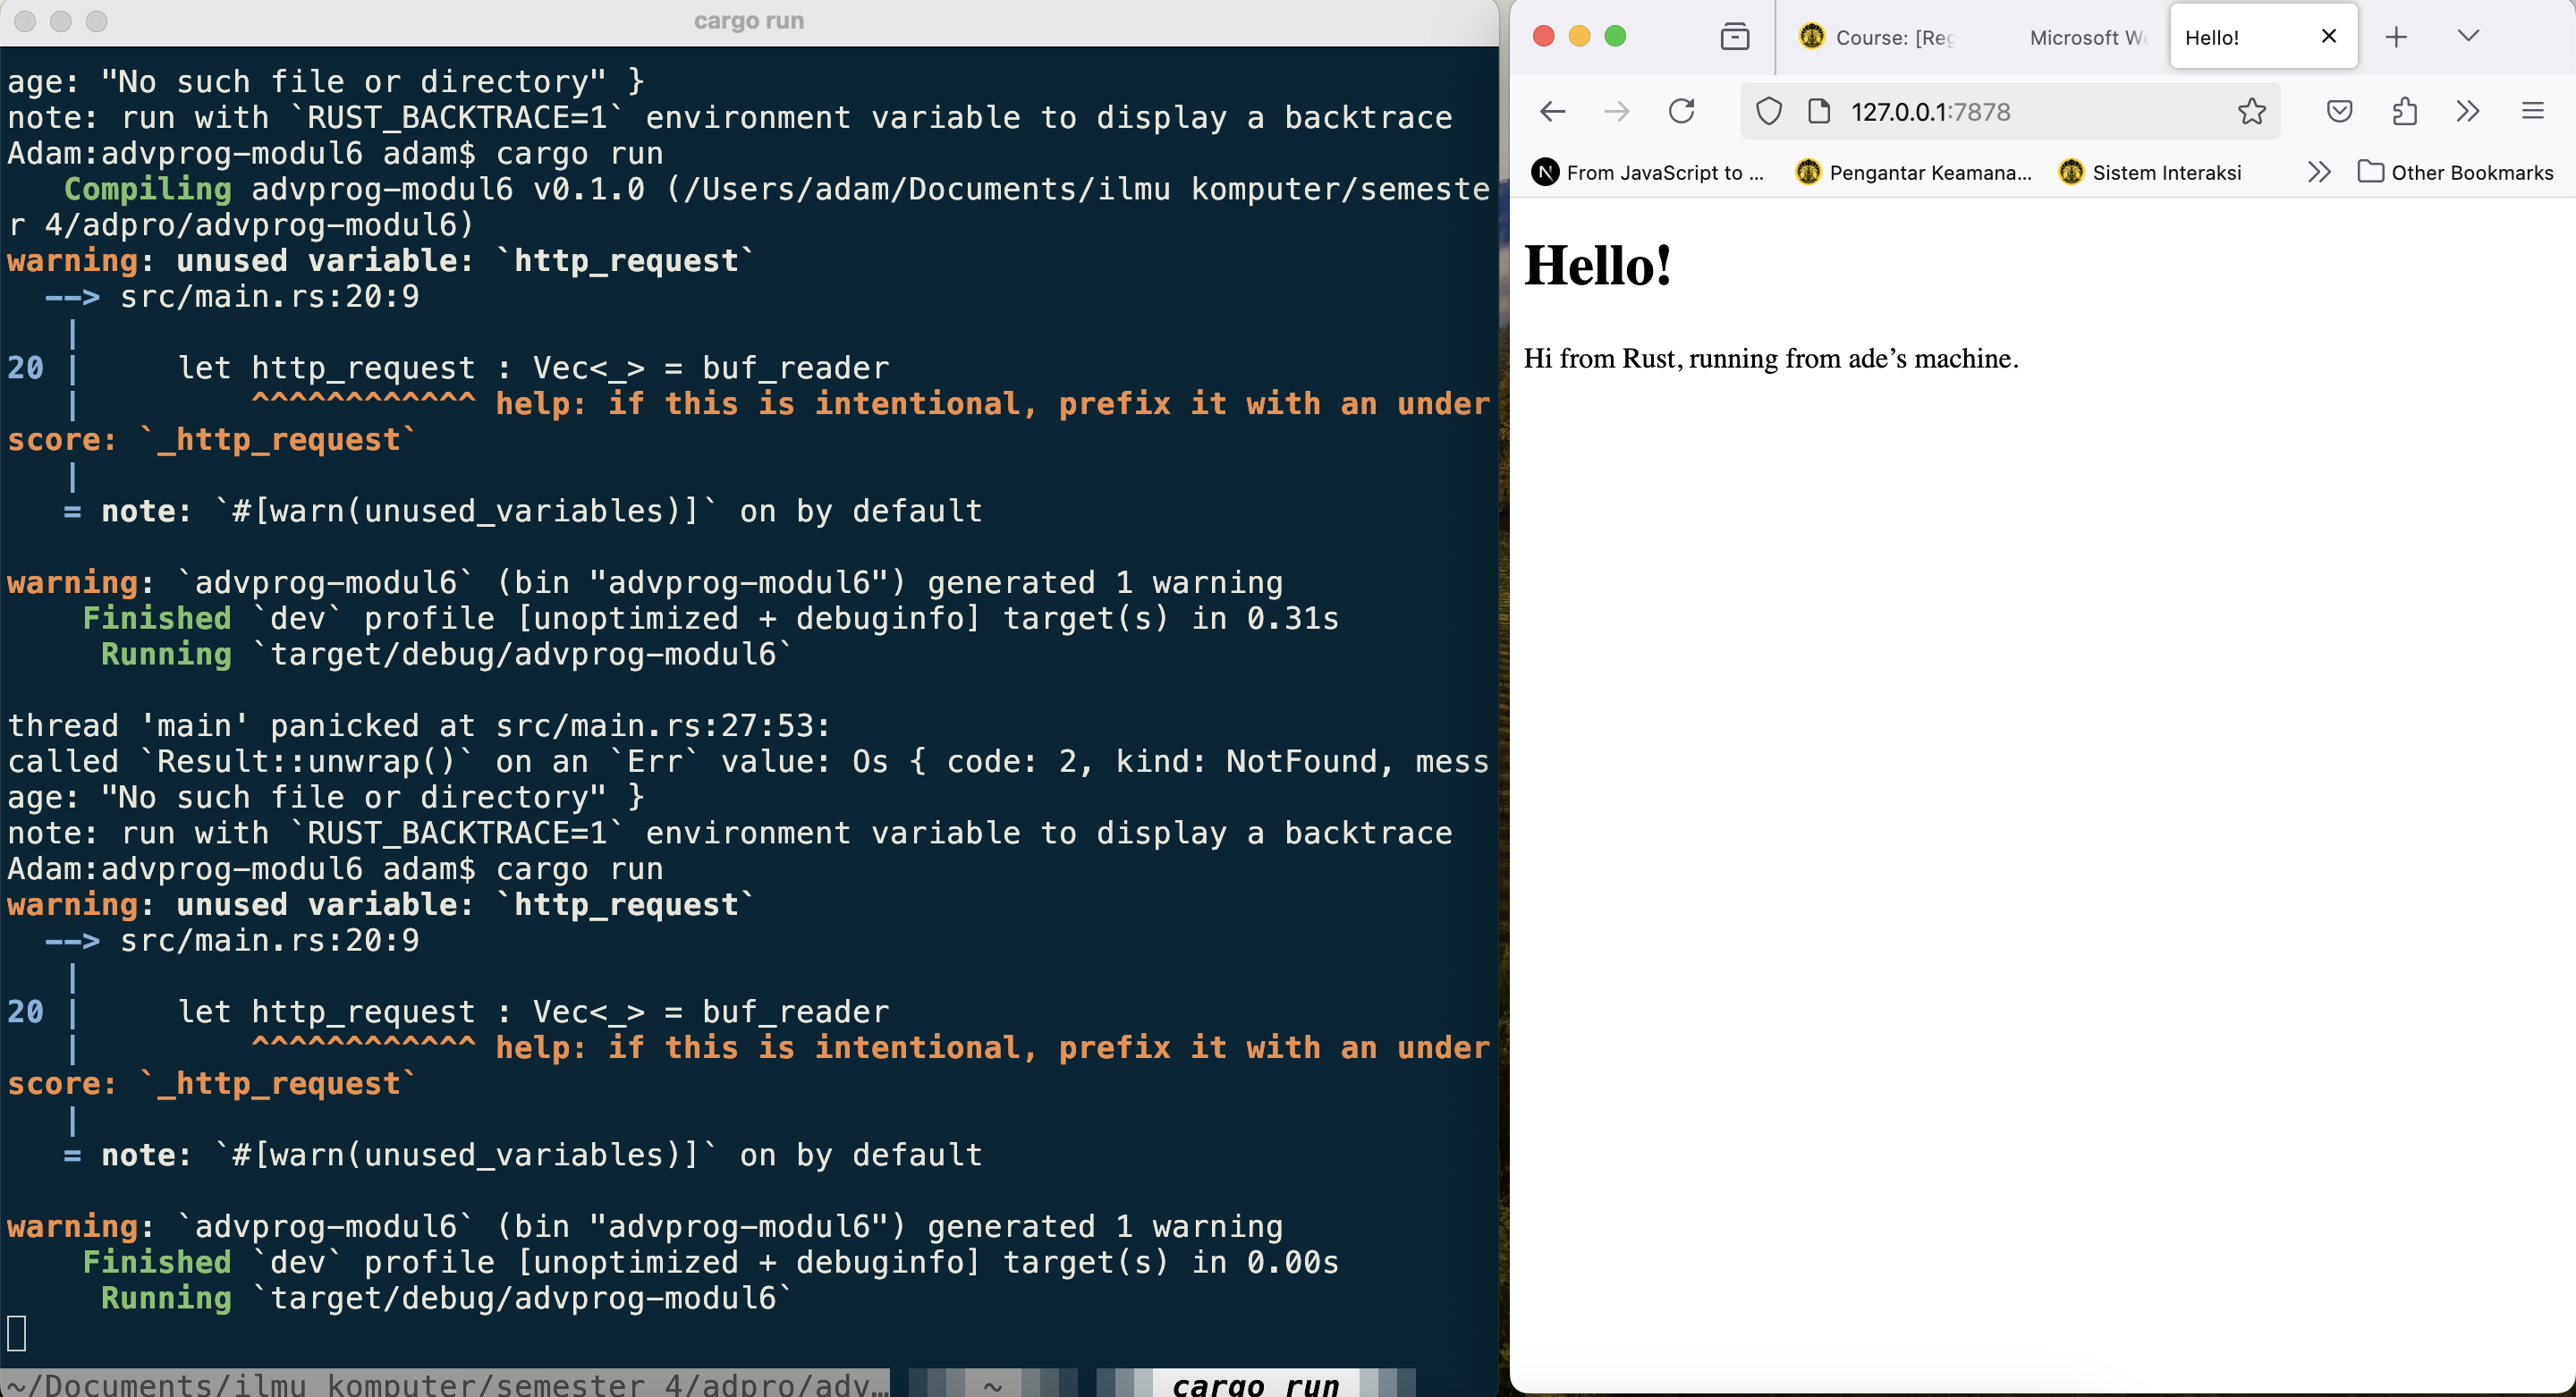 cargo run
age: "No such file or directory" }
note: run with `RUST_BACKTRACE=1` environment variable to display a backtrace
Adam:advprog-modul6 adam$ cargo run
Compiling advprog-modul6 v0.1.0 (/Users/adam/Documents/ilmu komputer/semeste
r 4/adpro/advprog-modul6)
warning: unused variable: `http_request`
--> src/main.rs:20:9
|
20 | let http_request : Vec<_> = buf_reader
| ^^^^^^^^^^^^ help: if this is intentional, prefix it with an under
score: `_http_request`
|
= note: `#[warn(unused_variables)]` on by default
warning: `advprog-modul6` (bin "advprog-modul6") generated 1 warning
Finished `dev` profile [unoptimized + debuginfo] target(s) in 0.31s
Running `target/debug/advprog-modul6`
thread 'main' panicked at src/main.rs:27:53:
called `Result::unwrap()` on an `Err` value: Os { code: 2, kind: NotFound, mess
age: "No such file or directory" }
note: run with `RUST_BACKTRACE=1` environment variable to display a backtrace
Adam:advprog-modul6 adam$ cargo run
warning: unused variable: `http_request`
--> src/main.rs:20:9
|
20 | let http_request : Vec<_> = buf_reader
| ^^^^^^^^^^^^ help: if this is intentional, prefix it with an under
score: `_http_request`
|
= note: `#[warn(unused_variables)]` on by default
warning: `advprog-modul6` (bin "advprog-modul6") generated 1 warning
Finished `dev` profile [unoptimized + debuginfo] target(s) in 0.00s
Running `target/debug/advprog-modul6`
~/Documents/ilmu komputer/semester 4/adpro/adv… ~ cargo run
Course: [Reg Microsoft Wo Hello!
127.0.0.1:7878
From JavaScript to ... Pengantar Keamana... Sistem Interaksi Other Bookmarks
Hello!
Hi from Rust, running from ade’s machine.